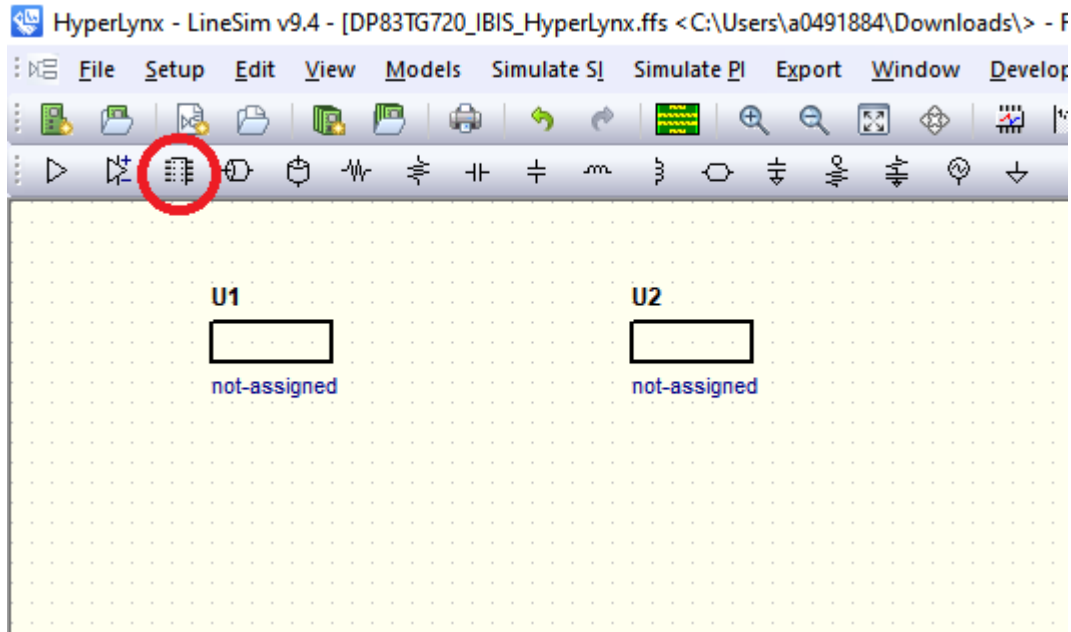 HyperLynx - LineSim v9.4 - [DP83TG720_IBIS_HyperLynx.ffs <C:\Users\a0491884\Downloads\> - F
File Setup Edit View Models Simulate SI Simulate PI Export Window Develop
U1 U2
not-assigned not-assigned